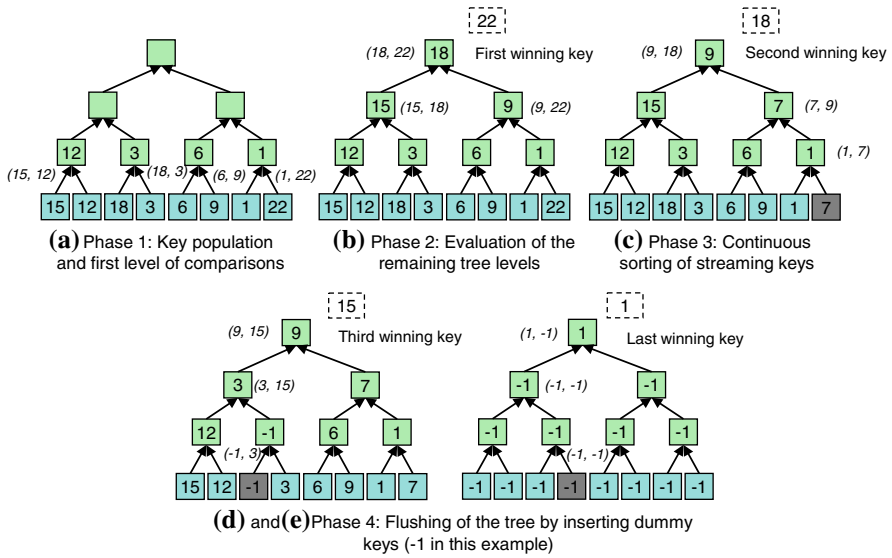 22
(18, 22) 18 First winning key
15 (15, 18) 9 (9, 22)
18
(9, 18) 9 Second winning key
15 7 (7, 9)
12 3 6 1
(15, 12) (18, 3) (6, 9) (1, 22)
15 12 18 3 6 9 1 22
12 3 6 1
15 12 18 3 6 9 1 22
12 3 6 1 (1, 7)
15 12 18 3 6 9 1 7
(a) Phase 1: Key population
and first level of comparisons
(b) Phase 2: Evaluation of the
remaining tree levels
(c) Phase 3: Continuous
sorting of streaming keys
15
(9, 15) 9 Third winning key
3 (3, 15) 7
12 -1 6 1
(-1, 3)
15 12 -1 3 6 9 1 7
1
(1, -1) 1 Last winning key
-1 (-1, -1) -1
-1 -1 -1 -1
(-1, -1)
-1 -1 -1 -1 -1 -1 -1 -1
(d) and (e) Phase 4: Flushing of the tree by inserting dummy
keys (-1 in this example)